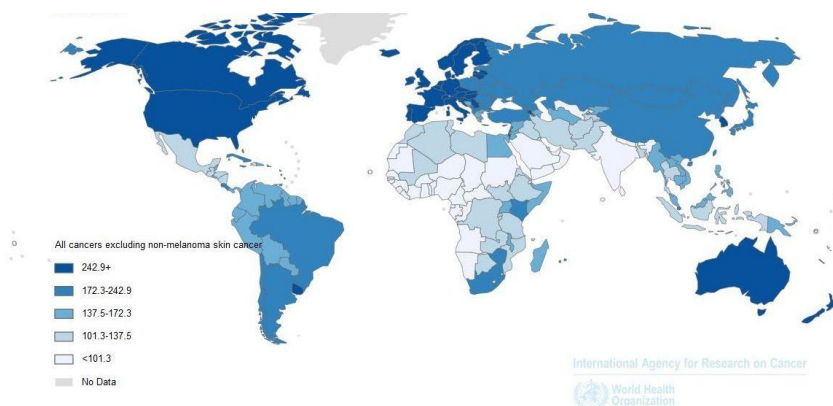 All cancers excluding non-melanoma skin cancer
242.9+
172.3-242.9
137.5-172.3
101.3-137.5
<101.3
No Data
International Agency for Research on Cancer
World Health
Organization